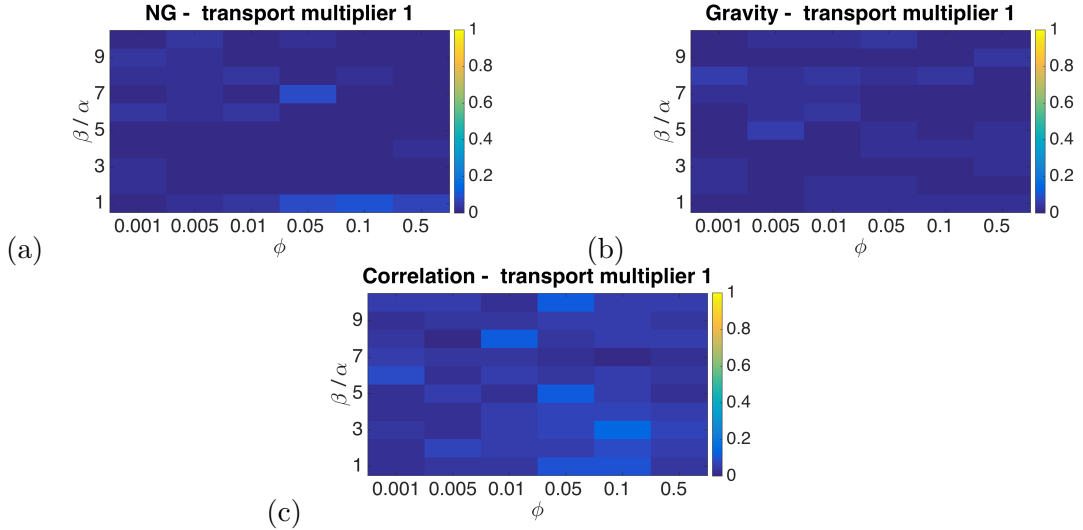 NG - transport multiplier 1
1
0.8
0.6
0.4
0.2
0
9
7
5
3
1
β / α
0.001 0.005 0.01 0.05 0.1 0.5
ϕ
(a)
Gravity - transport multiplier 1
1
0.8
0.6
0.4
0.2
0
9
7
5
3
1
β / α
0.001 0.005 0.01 0.05 0.1 0.5
ϕ
(b)
Correlation - transport multiplier 1
1
0.8
0.6
0.4
0.2
0
9
7
5
3
1
β / α
0.001 0.005 0.01 0.05 0.1 0.5
ϕ
(c)